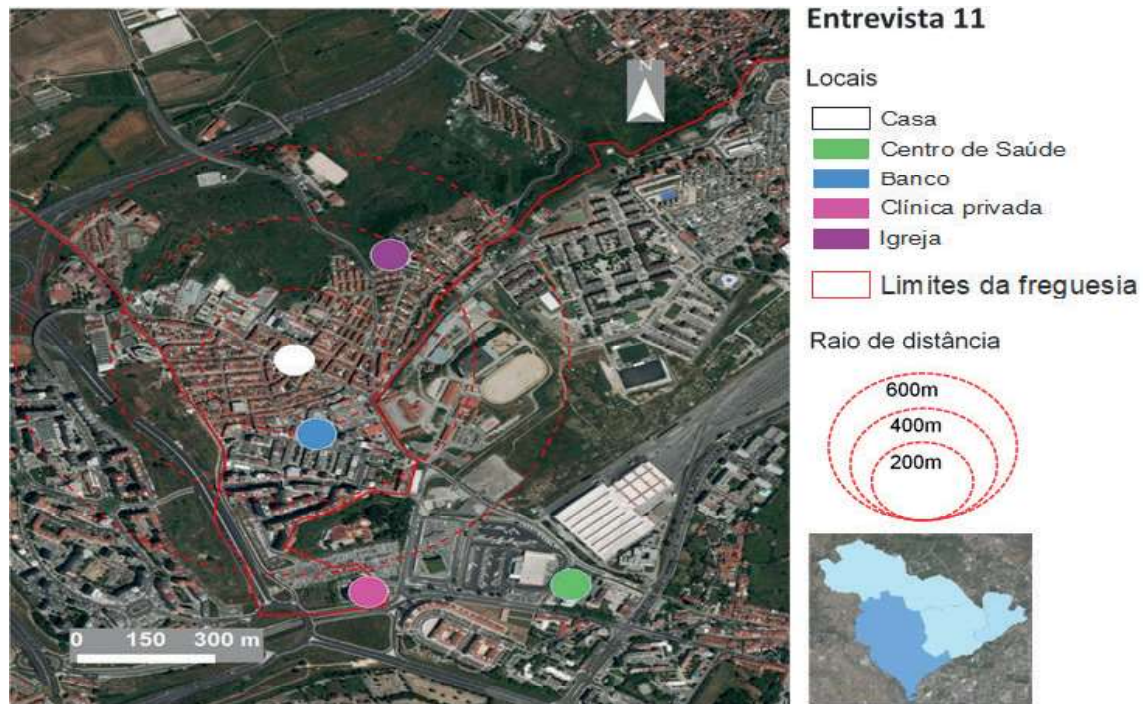 Entrevista 11
Locais
Casa
Centro de Saúde
Banco
Clínica privada
Igreja
Limites da freguesia
Raio de distância
600m
400m
200m
N
0 150 300 m